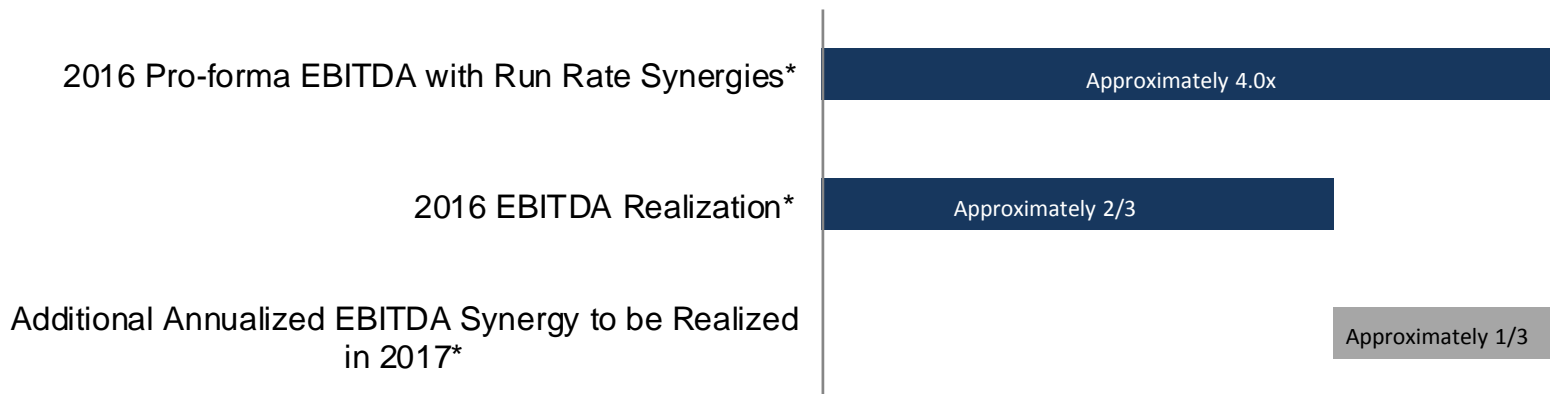 2016 Pro-forma EBITDA with Run Rate Synergies*
Approximately 4.0x
2016 EBITDA Realization*
Approximately 2/3
Additional Annualized EBITDA Synergy to be Realized
in 2017*
Approximately 1/3